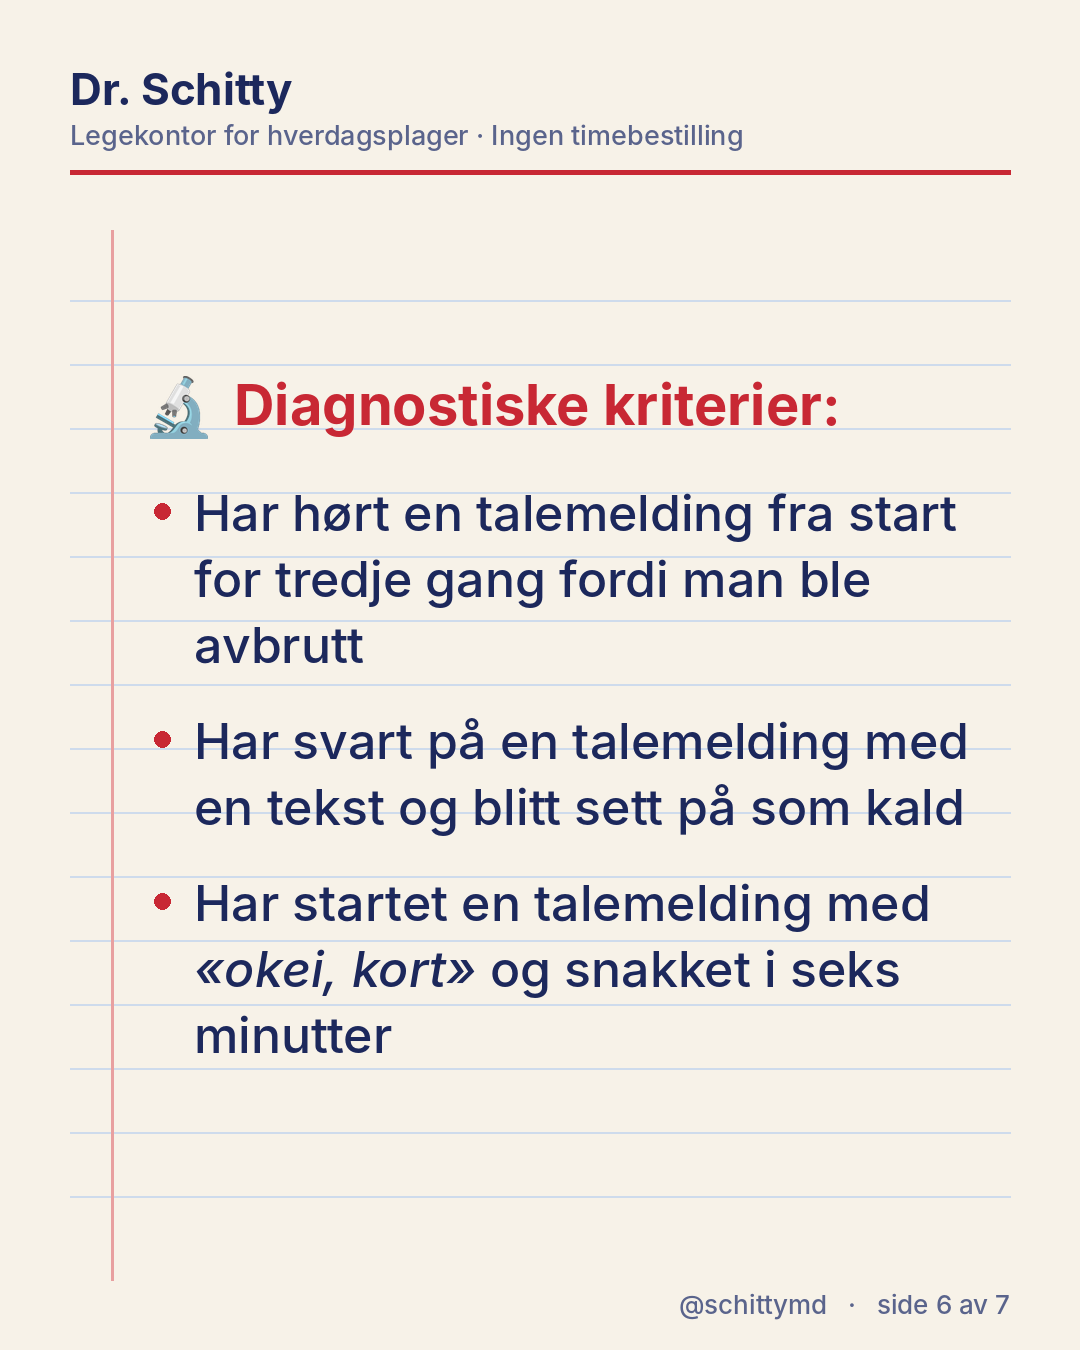 Dr. Schitty
Legekontor for hverdagsplager · Ingen timebestilling
🔬 Diagnostiske kriterier:
• Har hørt en talemelding fra start
for tredje gang fordi man ble
avbrutt
• Har svart på en talemelding med
en tekst og blitt sett på som kald
• Har startet en talemelding med
«okei, kort» og snakket i seks
minutter
@schittymd · side 6 av 7